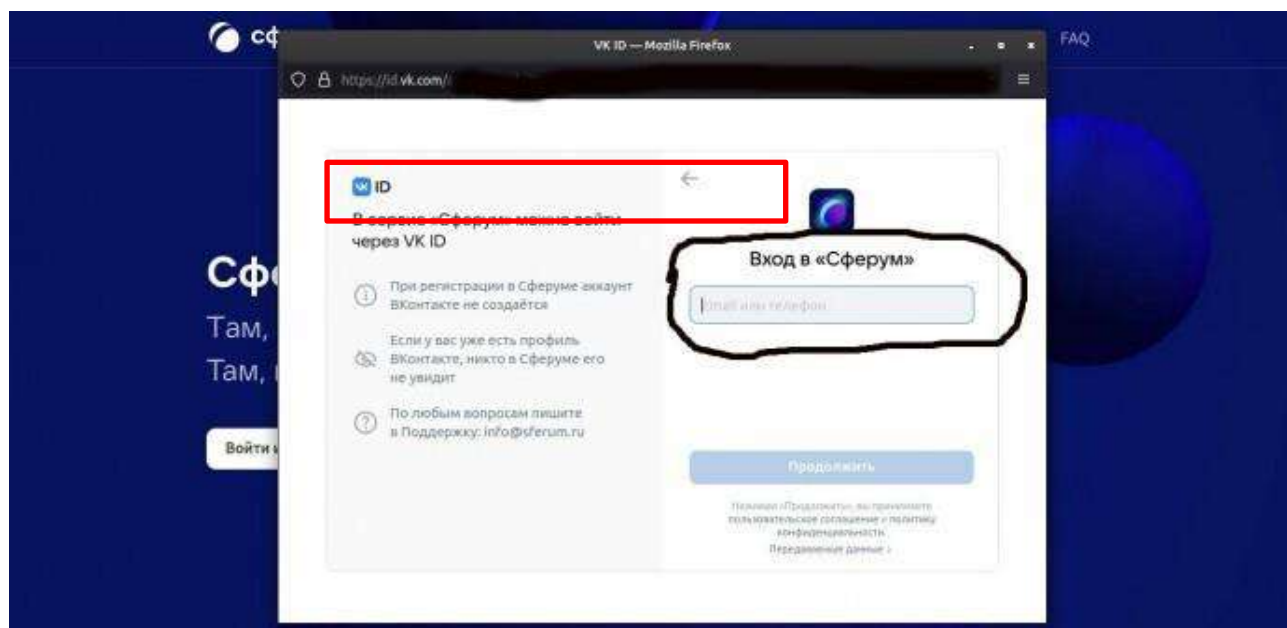 сф
FAQ
VK ID — Mozilla Firefox
https://id.vk.com/
VK ID
В сервис «Сферум» можно войти
через VK ID
При регистрации в Сферуме аккаунт
ВКонтакте не создаётся
Если у вас уже есть профиль
ВКонтакте, никто в Сферуме его
не увидит
По любым вопросам пишите
в Поддержку: info@sferum.ru
Вход в «Сферум»
Email или телефон
Продолжить
Нажимая «Продолжить», вы принимаете
пользовательское соглашение и политику
конфиденциальности
Передаваемые данные ›
Сфе
Там,
Там,
Войти